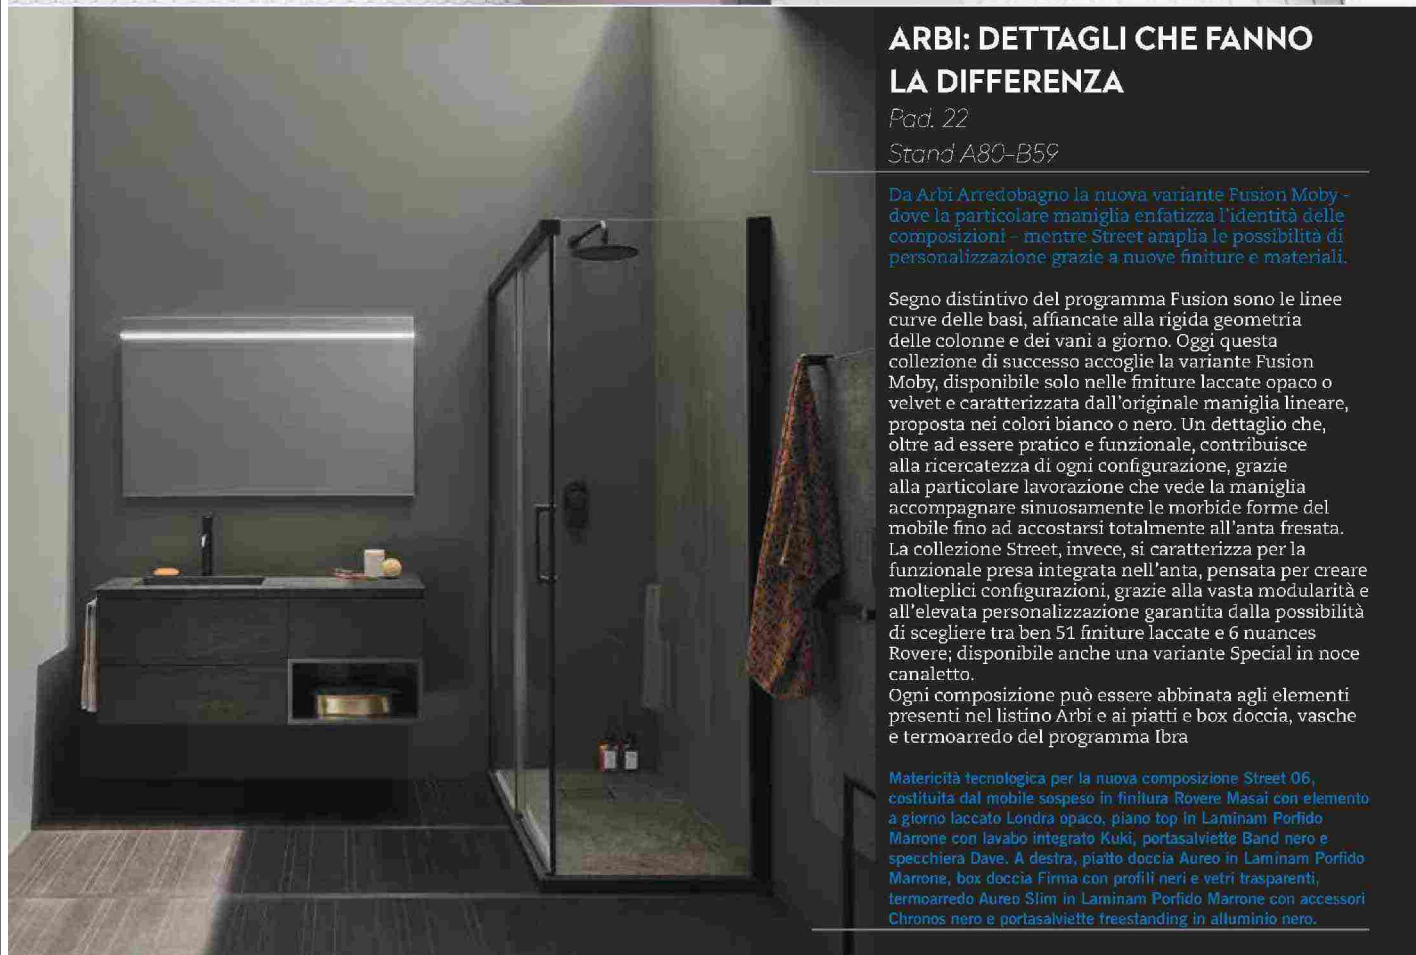 ARBI: DETTAGLI CHE FANNO
LA DIFFERENZA
Pad. 22
Stand A80-B59
Da Arbi Arredobagno la nuova variante Fusion Moby -
dove la particolare maniglia enfatizza l'identità delle
composizioni - mentre Street amplia le possibilità di
personalizzazione grazie a nuove finiture e materiali.
Segno distintivo del programma Fusion sono le linee
curve delle basi, affiancate alla rigida geometria
delle colonne e dei vani a giorno. Oggi questa
collezione di successo accoglie la variante Fusion
Moby, disponibile solo nelle finiture laccate opaco o
velvet e caratterizzata dall'originale maniglia lineare,
proposta nei colori bianco o nero. Un dettaglio che,
oltre ad essere pratico e funzionale, contribuisce
alla ricercatezza di ogni configurazione, grazie
alla particolare lavorazione che vede la maniglia
accompagnare sinuosamente le morbide forme del
mobile fino ad accostarsi totalmente all'anta fresata.
La collezione Street, invece, si caratterizza per la
funzionale presa integrata nell'anta, pensata per creare
molteplici configurazioni, grazie alla vasta modularità e
all'elevata personalizzazione garantita dalla possibilità
di scegliere tra ben 51 finiture laccate e 6 nuances
Rovere; disponibile anche una variante Special in noce
canaletto.
Ogni composizione può essere abbinata agli elementi
presenti nel listino Arbi e ai piatti e box doccia, vasche
e termoarredo del programma Ibra
Matericità tecnologica per la nuova composizione Street 06,
costituita dal mobile sospeso in finitura Rovere Masai con elemento
a giorno laccato Londra opaco, piano top in Laminam Porfido
Marrone con lavabo integrato Kuki, portasalviette Band nero e
specchiera Dave. A destra, piatto doccia Aureo in Laminam Porfido
Marrone, box doccia Firma con profili neri e vetri trasparenti,
termoarredo Aureo Slim in Laminam Porfido Marrone con accessori
Chronos nero e portasalviette freestanding in alluminio nero.